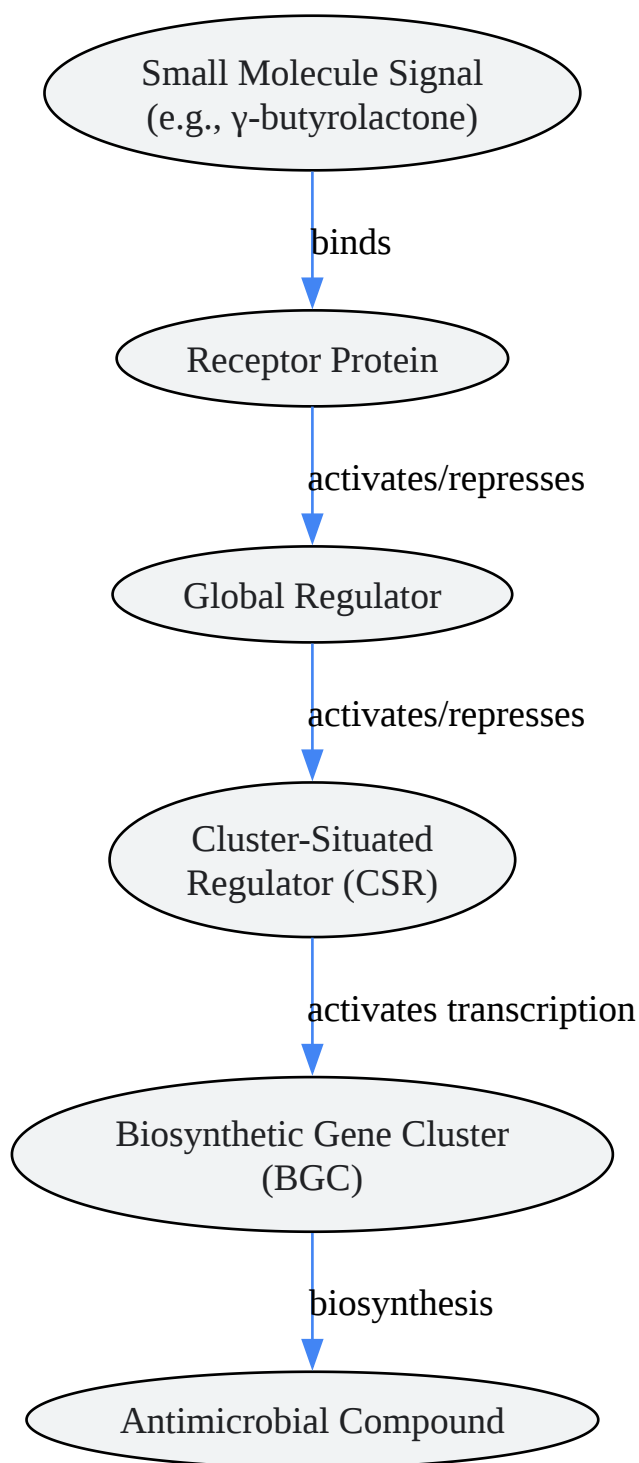 Small Molecule Signal
(e.g., γ-butyrolactone)
binds
Receptor Protein
activates/represses
Global Regulator
activates/represses
Cluster-Situated
Regulator (CSR)
activates transcription
Biosynthetic Gene Cluster
(BGC)
biosynthesis
Antimicrobial Compound